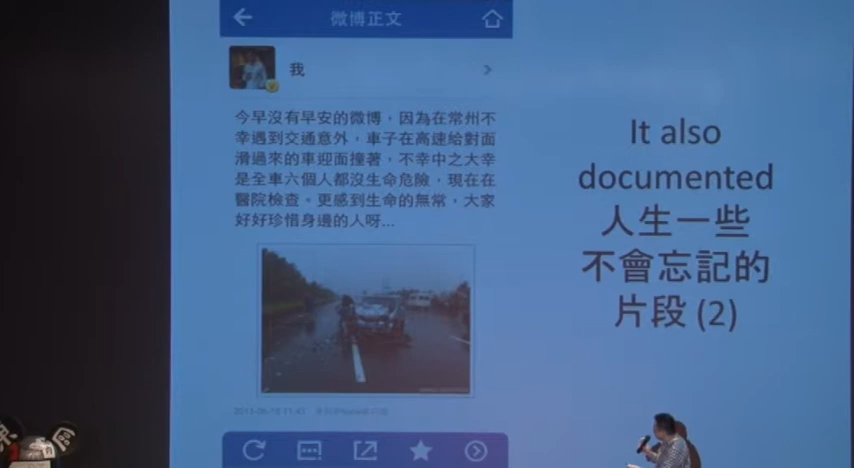 微博正文
我
今早沒有早安的微博，因為在常州不
幸遇到交通意外，車子在高速給對面
滑過來的車迎面撞著，不幸中之大幸
是全車六個人都沒生命危險，現在在
醫院檢查。更感到生命的無常，大家
好好珍惜身邊的人呀...
It also
documented
人生一些
不會忘記的
片段 (2)